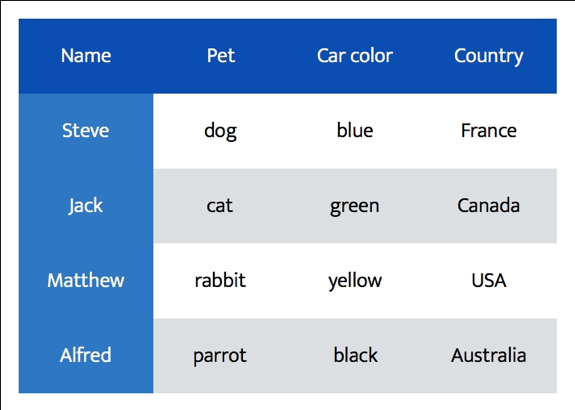 Name Pet Car color Country
Steve dog blue France
Jack cat green Canada
Matthew rabbit yellow USA
Alfred parrot black Australia